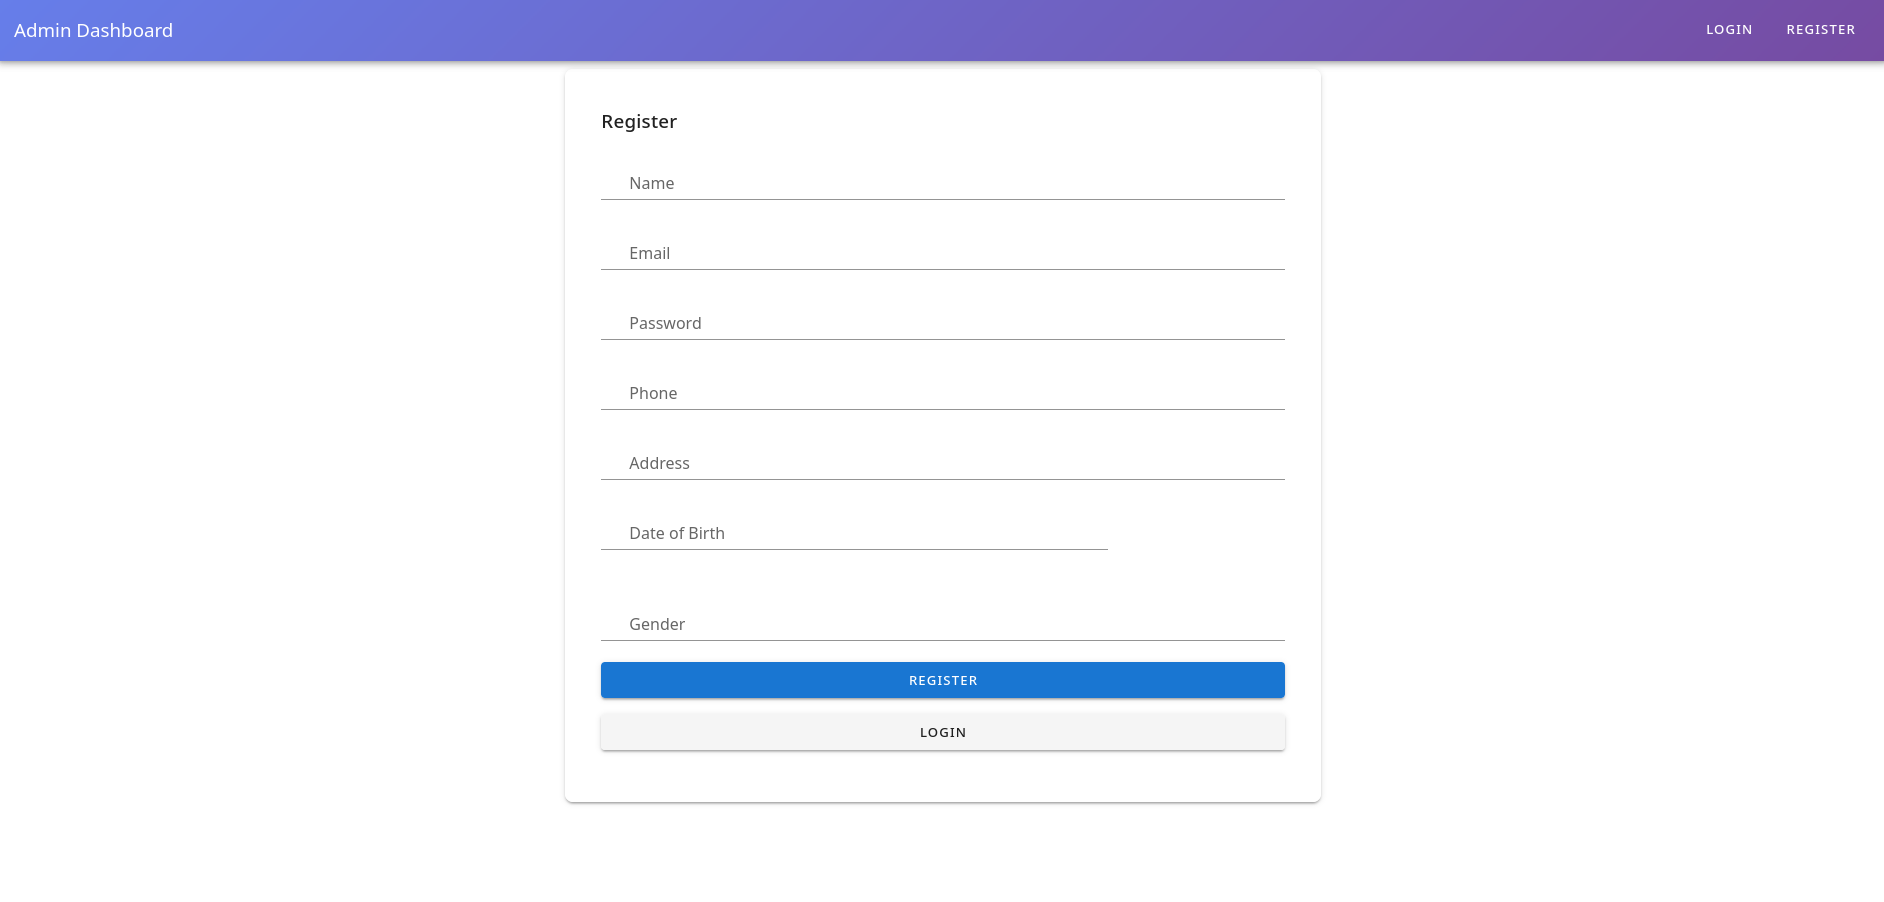 Admin Dashboard
LOGIN
REGISTER
Register
Name
Email
Password
Phone
Address
Date of Birth
Gender
REGISTER
LOGIN